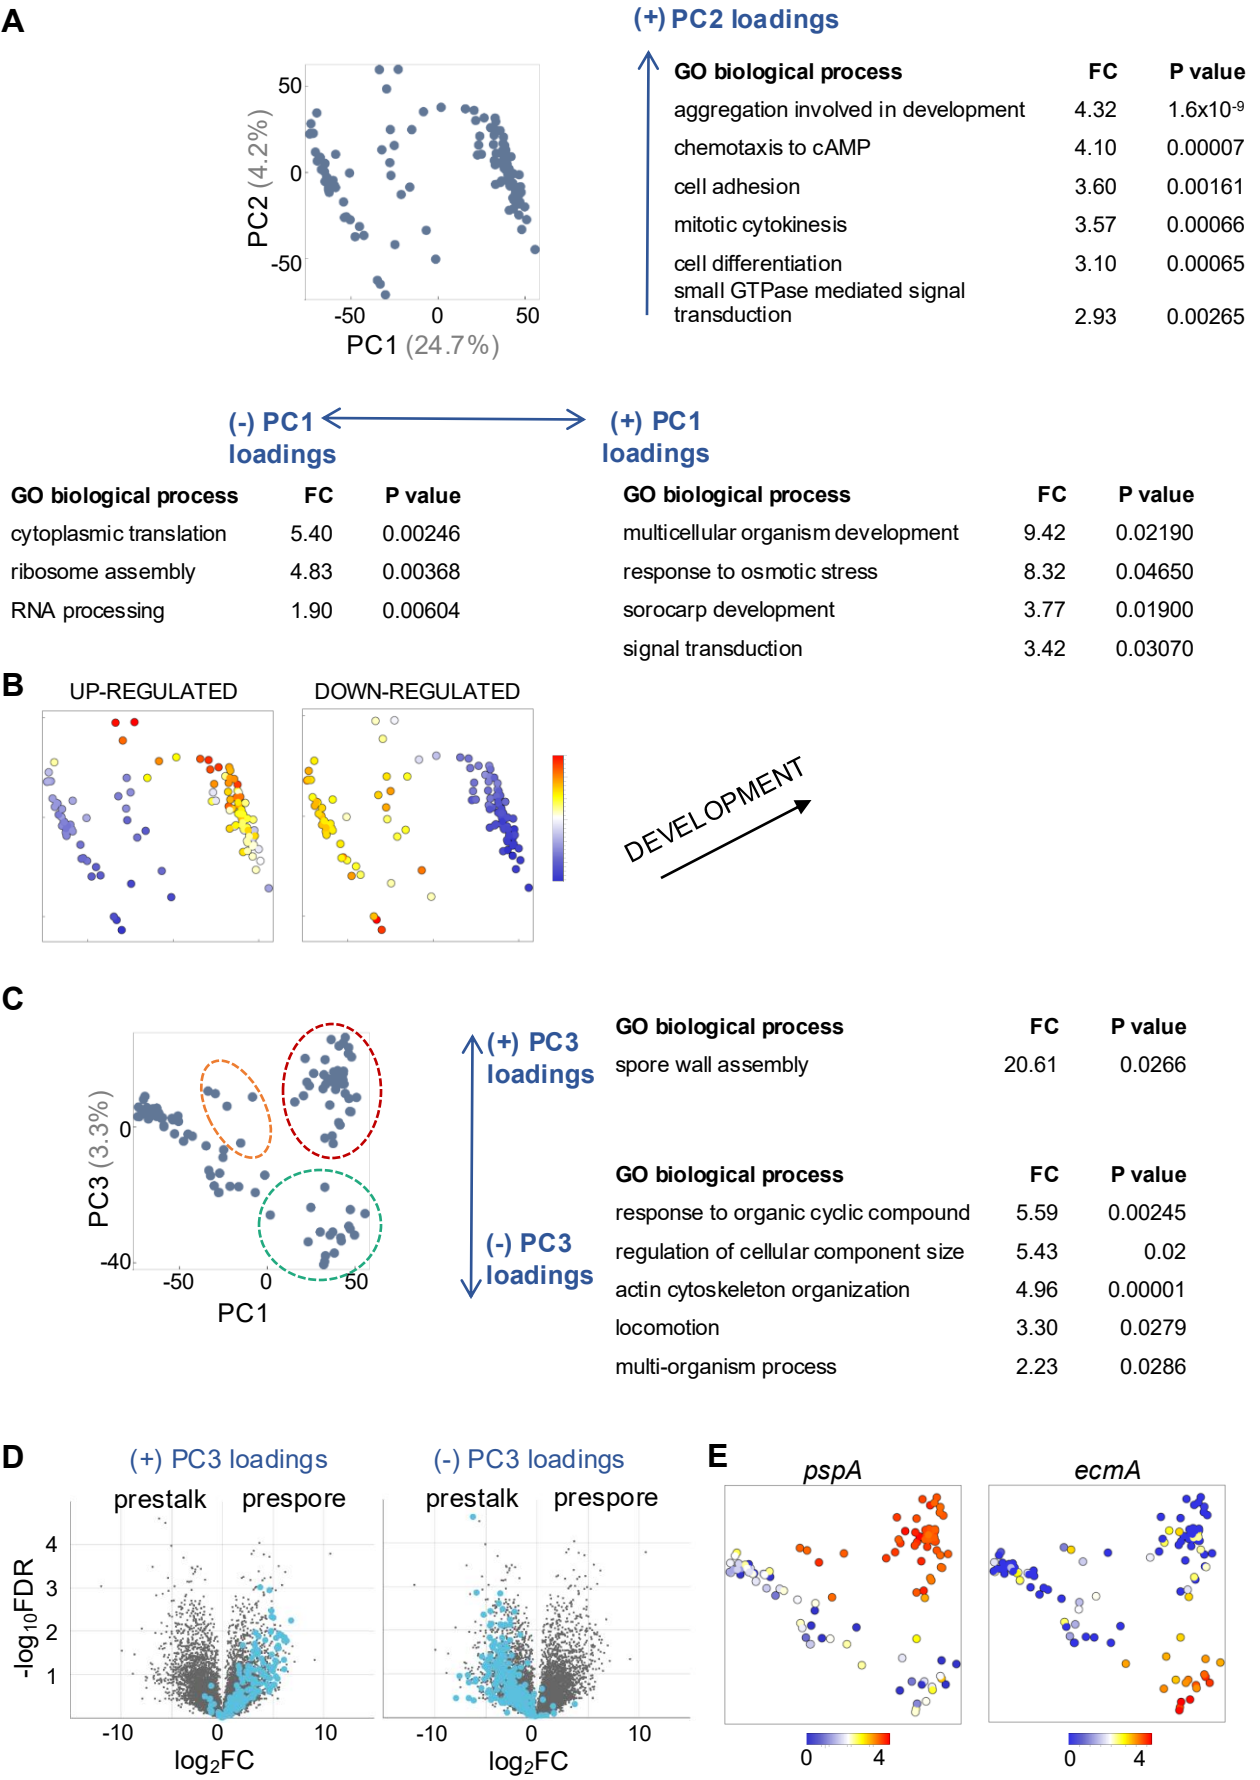 A
(+) PC2 loadings
GO biological process FC P value
aggregation involved in development 4.32 1.6x10-9
chemotaxis to cAMP 4.10 0.00007
cell adhesion 3.60 0.00161
mitotic cytokinesis 3.57 0.00066
cell differentiation 3.10 0.00065
small GTPase mediated signal
transduction 2.93 0.00265
PC2 (4.2%)
50
0
-50
-50 0 50
PC1 (24.7%)
(-) PC1
loadings
(+) PC1
loadings
GO biological process FC P value
cytoplasmic translation 5.40 0.00246
ribosome assembly 4.83 0.00368
RNA processing 1.90 0.00604
GO biological process FC P value
multicellular organism development 9.42 0.02190
response to osmotic stress 8.32 0.04650
sorocarp development 3.77 0.01900
signal transduction 3.42 0.03070
B
UP-REGULATED
DOWN-REGULATED
DEVELOPMENT
C
PC3 (3.3%)
0
-40
-50 0 50
PC1
(+) PC3
loadings
(-) PC3
loadings
GO biological process FC P value
spore wall assembly 20.61 0.0266
GO biological process FC P value
response to organic cyclic compound 5.59 0.00245
regulation of cellular component size 5.43 0.02
actin cytoskeleton organization 4.96 0.00001
locomotion 3.30 0.0279
multi-organism process 2.23 0.0286
D
(+) PC3 loadings
prestalk prespore
(-) PC3 loadings
prestalk prespore
-log10FDR
4
3
2
1
-10 0 10
log2FC
-10 0 10
log2FC
E
pspA
ecmA
0 4
0 4